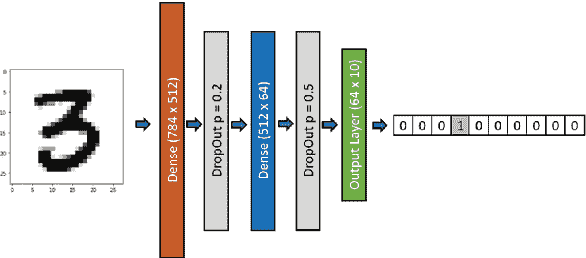 0
5
10
15
20
25
0 5 10 15 20 25
3
Dense (784 x 512)
DropOut p = 0.2
Dense (512 x 64)
DropOut p = 0.5
Output Layer (64 x 10)
0 0 0 1 0 0 0 0 0 0